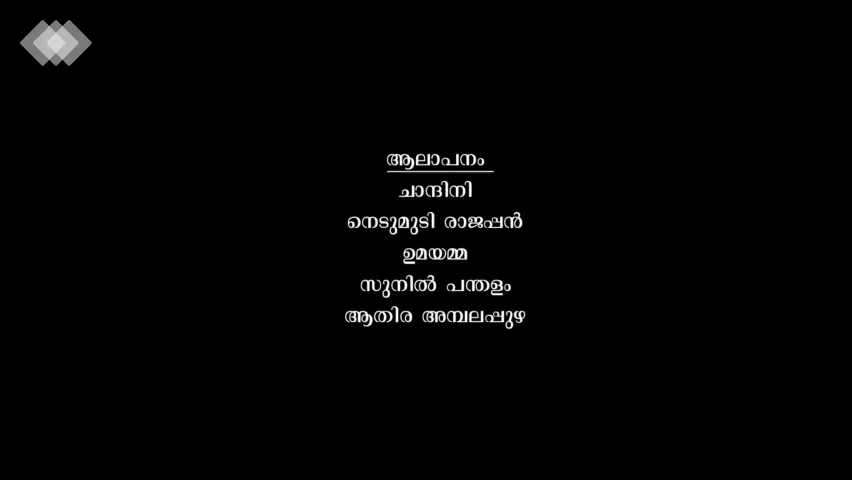 ആലാപനം
ചാന്ദിനി
നെടുമുടി രാജപ്പൻ
ഉമയമ്മ
സുനിൽ പന്തളം
ആതിര അമ്പലപ്പുഴ